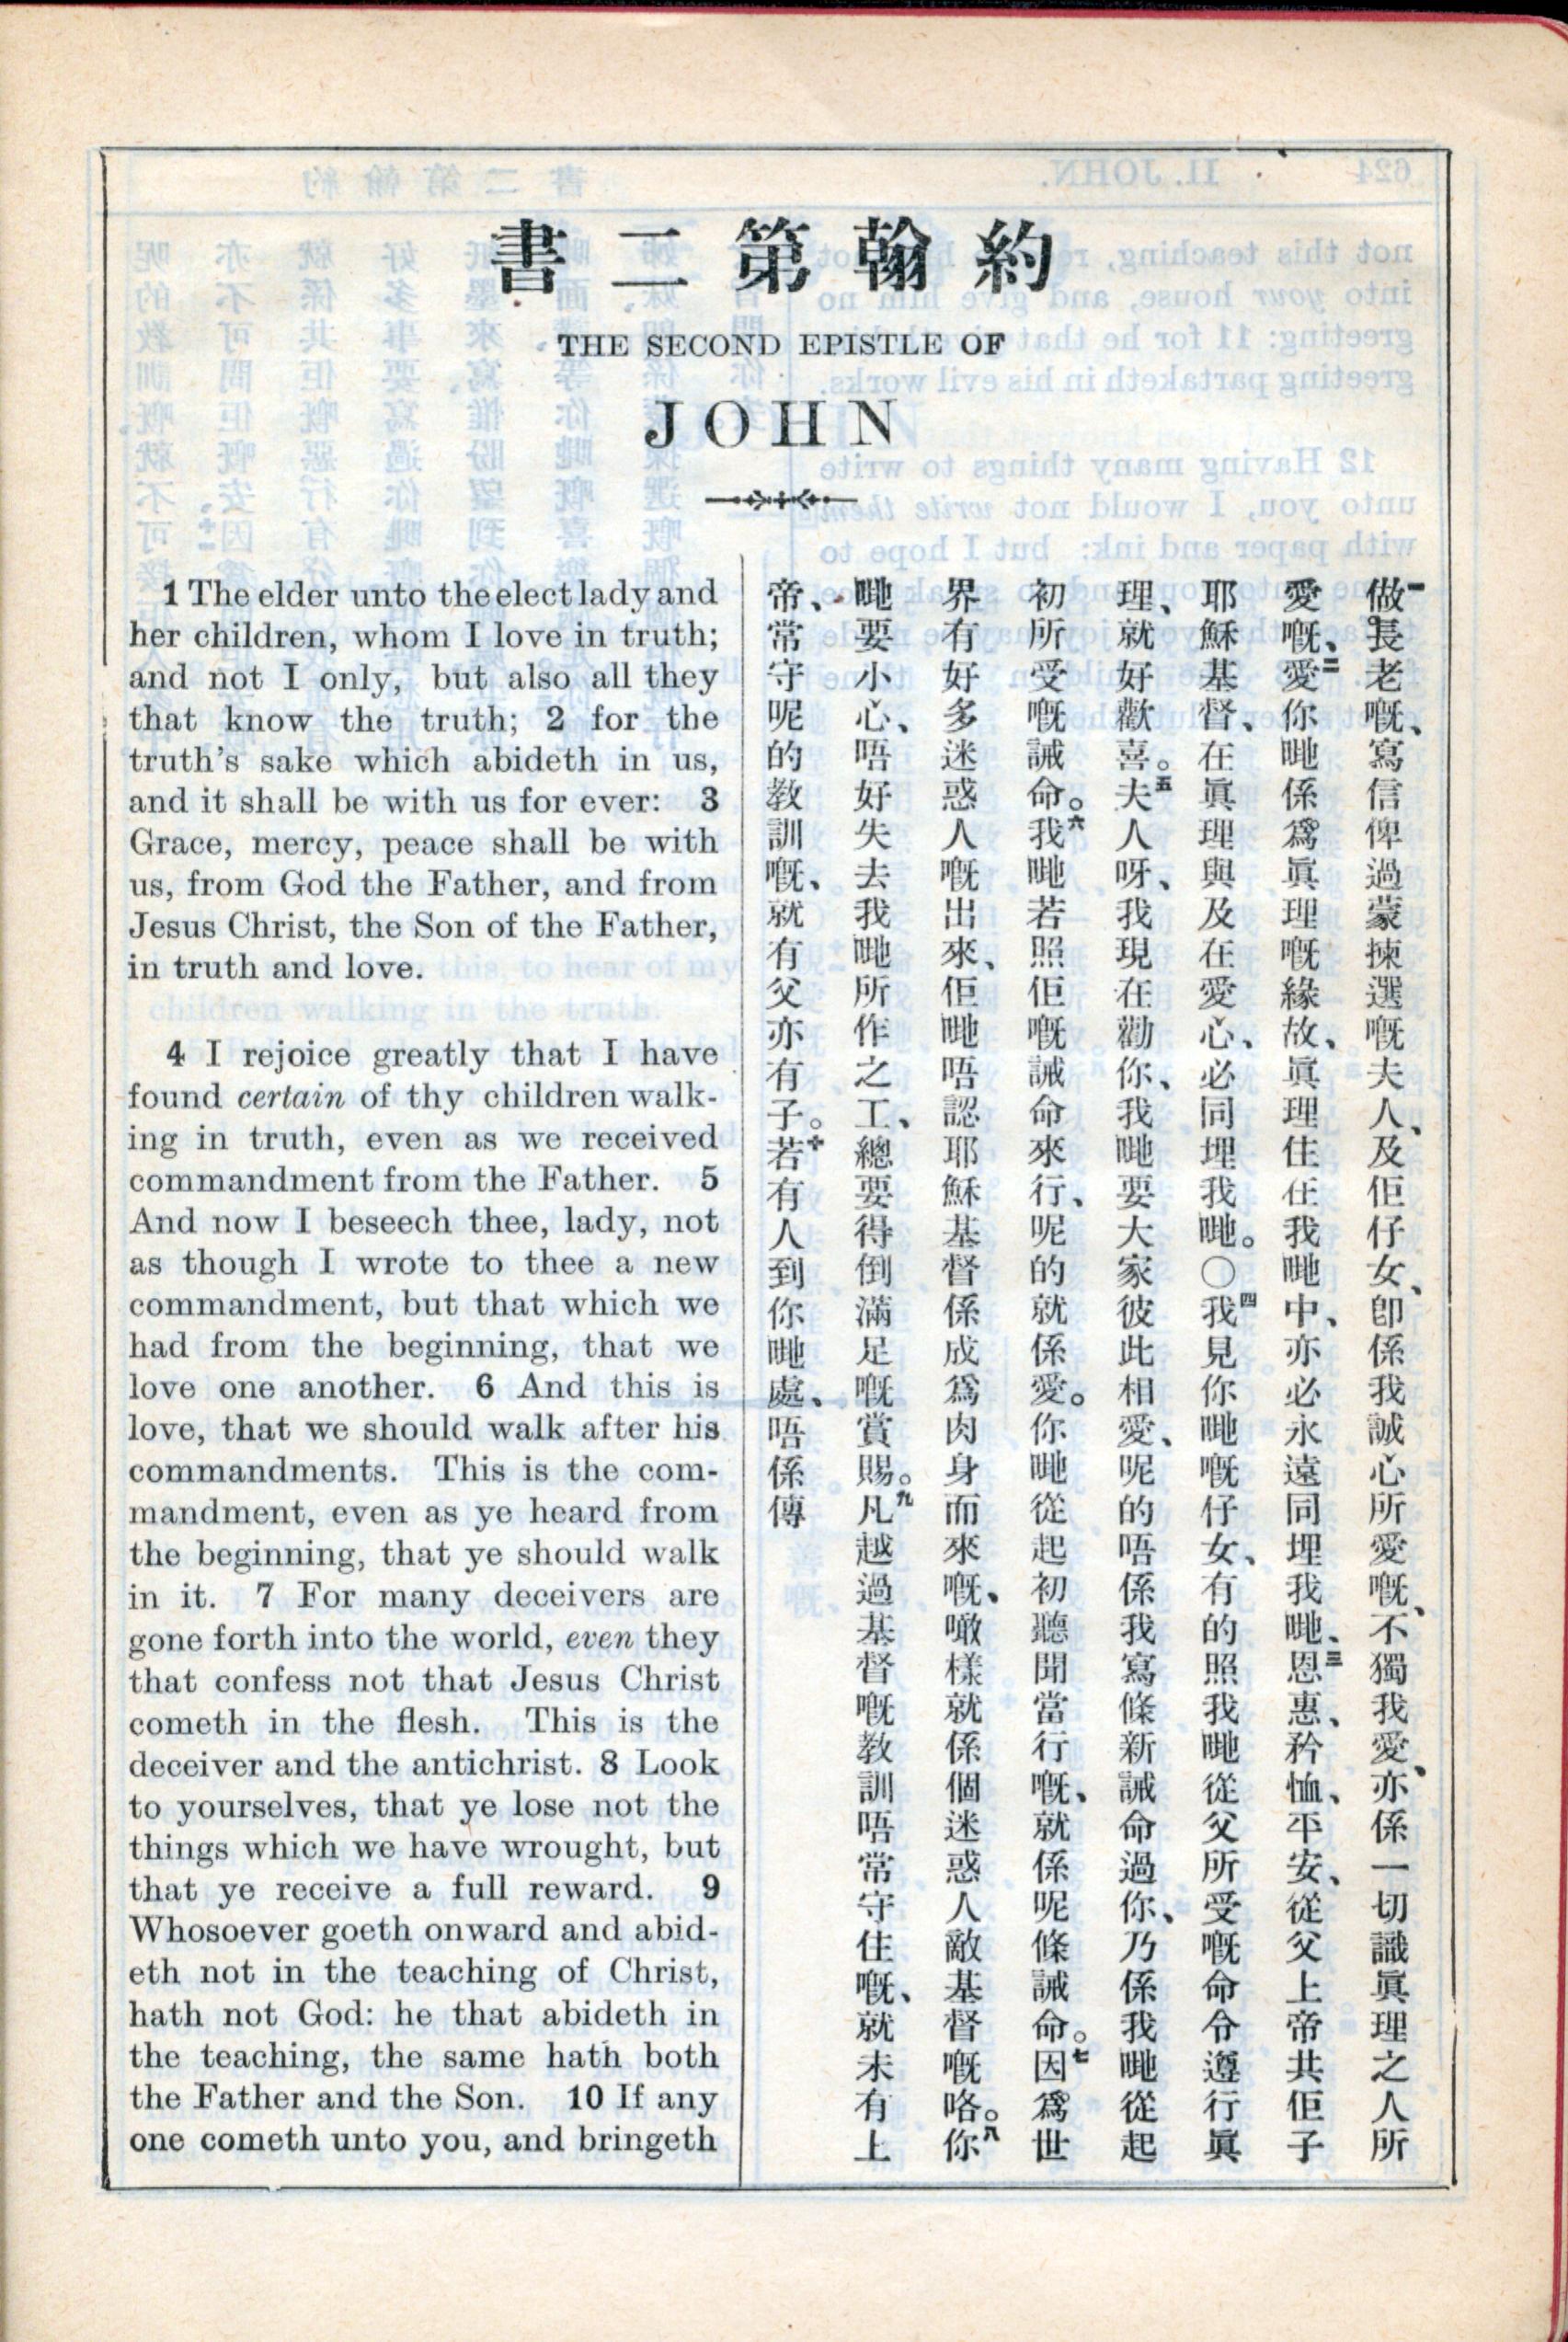 約翰第二書
THE SECOND EPISTLE OF
JOHN
1 The elder unto the elect lady and
her children, whom I love in truth;
and not I only, but also all they
that know the truth; 2 for the
truth's sake which abideth in us,
and it shall be with us for ever: 3
Grace, mercy, peace shall be with
us, from God the Father, and from
Jesus Christ, the Son of the Father,
in truth and love.
4 I rejoice greatly that I have
found certain of thy children walk-
ing in truth, even as we received
commandment from the Father. 5
And now I beseech thee, lady, not
as though I wrote to thee a new
commandment, but that which we
had from the beginning, that we
love one another. 6 And this is
love, that we should walk after his
commandments. This is the com-
mandment, even as ye heard from
the beginning, that ye should walk
in it. 7 For many deceivers are
gone forth into the world, even they
that confess not that Jesus Christ
cometh in the flesh. This is the
deceiver and the antichrist. 8 Look
to yourselves, that ye lose not the
things which we have wrought, but
that ye receive a full reward. 9
Whosoever goeth onward and abid-
eth not in the teaching of Christ,
hath not God: he that abideth in
the teaching, the same hath both
the Father and the Son. 10 If any
one cometh unto you, and bringeth
一做長老嘅、寫信俾過蒙揀選嘅夫人、及佢仔女、卽係我誠心所愛嘅、不獨我愛、亦係一切識眞理之人所
愛嘅、二愛你哋係爲眞理嘅緣故、眞理住在我哋中、亦必永遠同埋我哋、三恩惠、矜恤、平安、從父上帝共佢子
耶穌基督、在眞理與及在愛心、必同埋我哋。〇四我見你哋嘅仔女、有的照我哋從父所受嘅命令遵行眞
理、就好歡喜。五夫人呀、我現在勸你、我哋要大家彼此相愛、呢的唔係我寫條新誡命過你、乃係我哋從起
初所受嘅誡命。六我哋若照佢嘅誡命來行、呢的就係愛。你哋從起初聽聞當行嘅、就係呢條誡命。七因爲世
界有好多迷惑人嘅出來、佢哋唔認耶穌基督係成爲肉身而來嘅、噉樣就係個迷惑人敵基督嘅咯。八你
哋要小心、唔好失去我哋所作之工、總要得倒滿足嘅賞賜。九凡越過基督嘅教訓唔常守住嘅、就未有上
帝、常守呢的教訓嘅、就有父亦有子。十若有人到你哋處、唔係傳